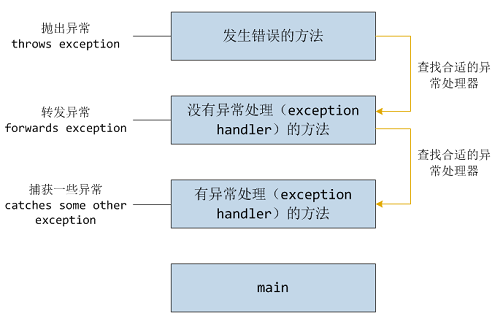 抛出异常
throws exception
发生错误的方法
查找合适的异
常处理器
转发异常
forwards exception
没有异常处理（exception
handler）的方法
查找合适的异
常处理器
捕获一些异常
catches some other
exception
有异常处理（exception
handler）的方法
main